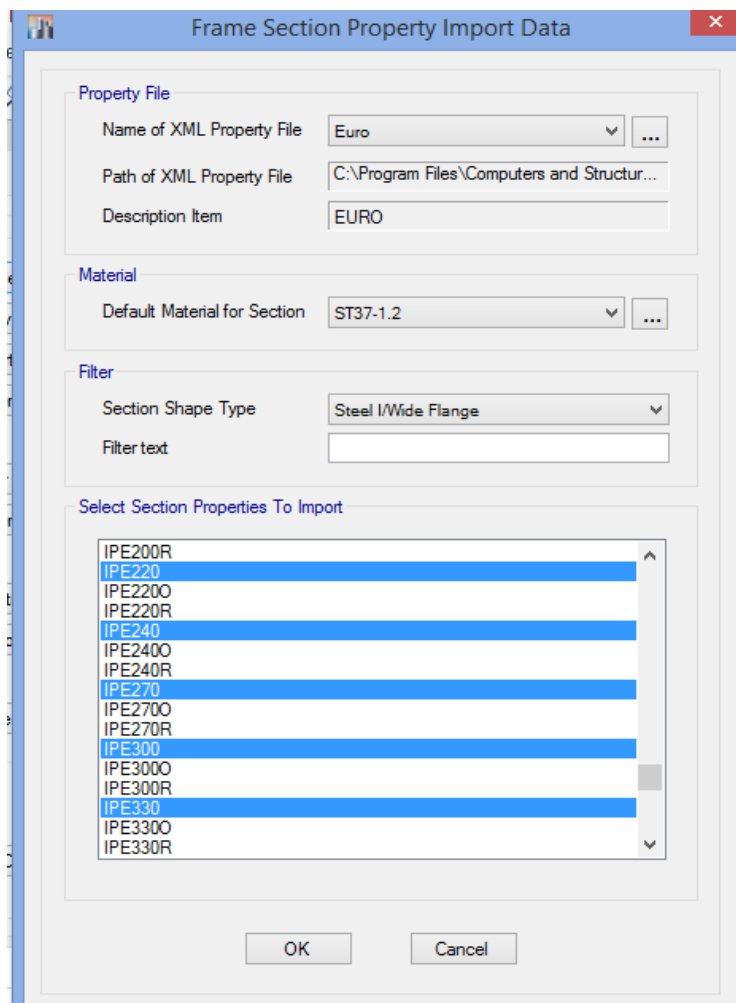 Frame Section Property Import Data
Property File
Name of XML Property File
Euro
...
Path of XML Property File
C:\Program Files\Computers and Structur...
Description Item
EURO
Material
Default Material for Section
ST37-1.2
...
Filter
Section Shape Type
Steel I/Wide Flange
Filter text
Select Section Properties To Import
IPE200R
IPE220
IPE220O
IPE220R
IPE240
IPE240O
IPE240R
IPE270
IPE270O
IPE270R
IPE300
IPE300O
IPE300R
IPE330
IPE330O
IPE330R
OK
Cancel